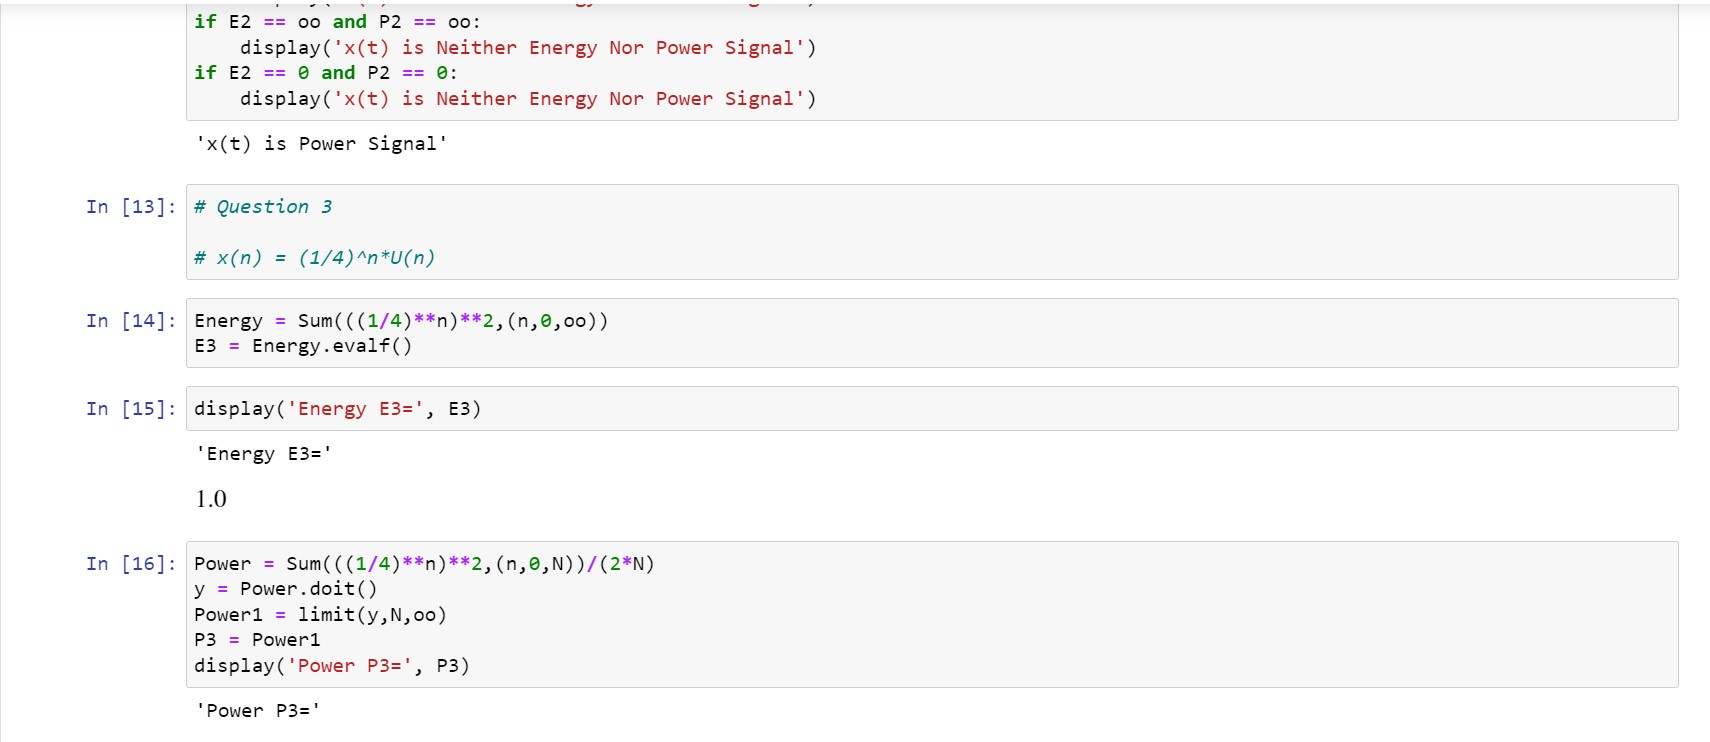 if E2 == oo and P2 == oo:
    display('x(t) is Neither Energy Nor Power Signal')
if E2 == 0 and P2 == 0:
    display('x(t) is Neither Energy Nor Power Signal')
'x(t) is Power Signal'
In [13]: # Question 3
# x(n) = (1/4)^n*U(n)
In [14]: Energy = Sum(((1/4)**n)**2,(n,0,oo))
E3 = Energy.evalf()
In [15]: display('Energy E3=', E3)
'Energy E3='
1.0
In [16]: Power = Sum(((1/4)**n)**2,(n,0,N))/(2*N)
y = Power.doit()
Power1 = limit(y,N,oo)
P3 = Power1
display('Power P3=', P3)
'Power P3='